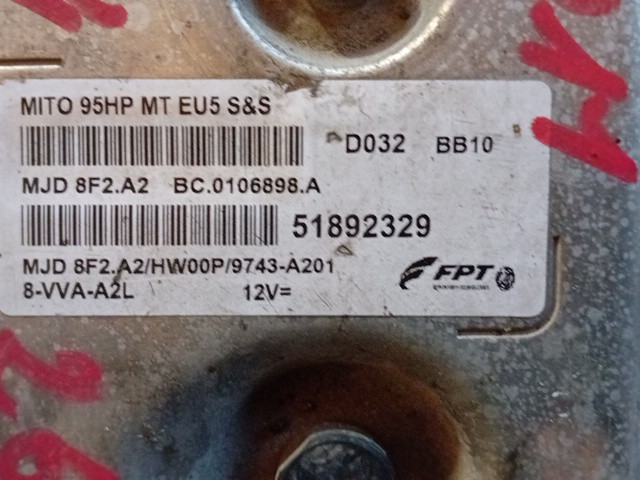 MITO 95HP MT EU5 S&S
D032 BB10
MJD 8F2.A2 BC.0106898.A
51892329
MJD 8F2.A2/HW00P/9743-A201
8-VVA-A2L 12V=
FPT